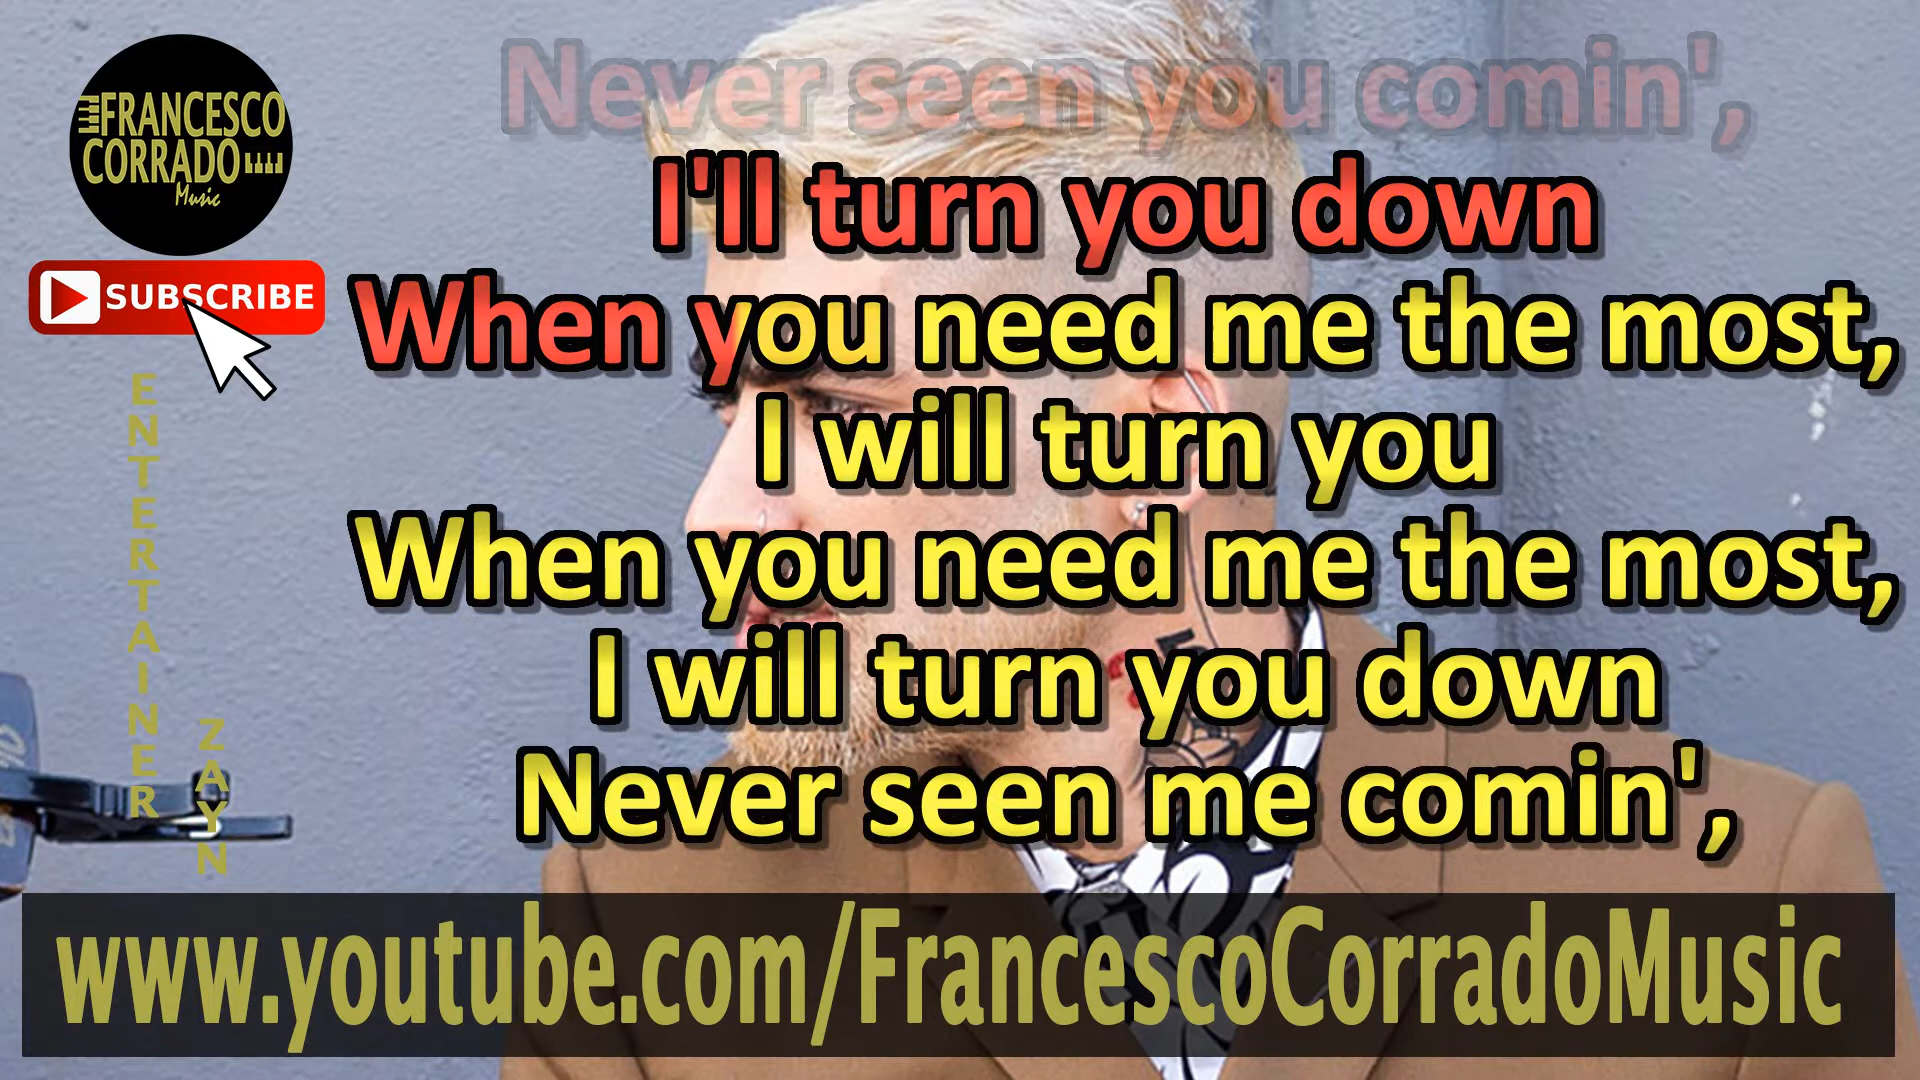 FRANCESCO
CORRADO
Music
SUBSCRIBE
ENTERTAINER
ZAYN
Never seen you comin',
I'll turn you down
When you need me the most,
I will turn you
When you need me the most,
I will turn you down
Never seen me comin',
www.youtube.com/FrancescoCorradoMusic